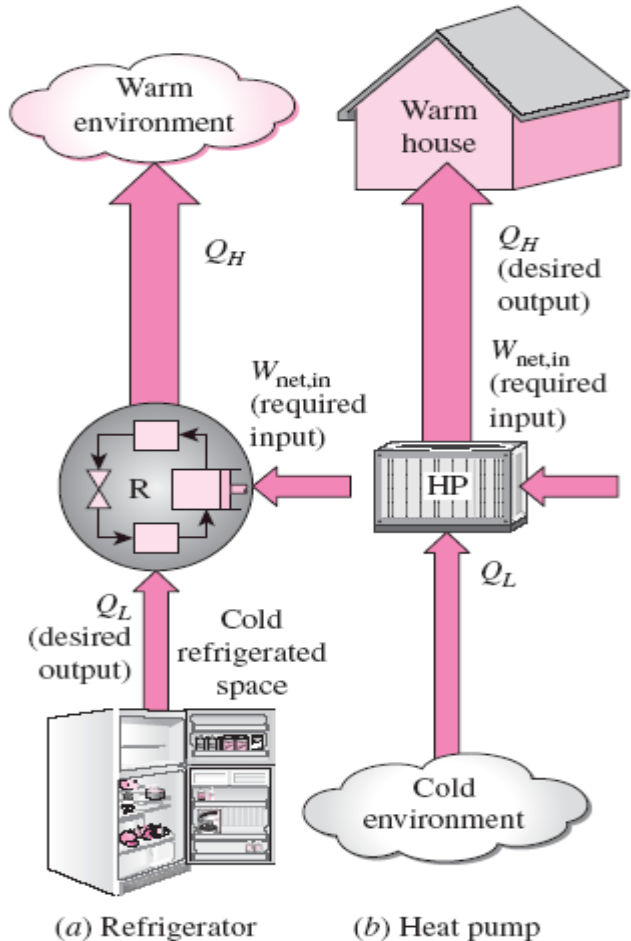 Warm
environment
Warm
house
Q_H
Q_H
(desired
output)
W_net,in
(required
input)
W_net,in
(required
input)
R
HP
Q_L
(desired
output)
Cold
refrigerated
space
Q_L
Cold
environment
(a) Refrigerator
(b) Heat pump